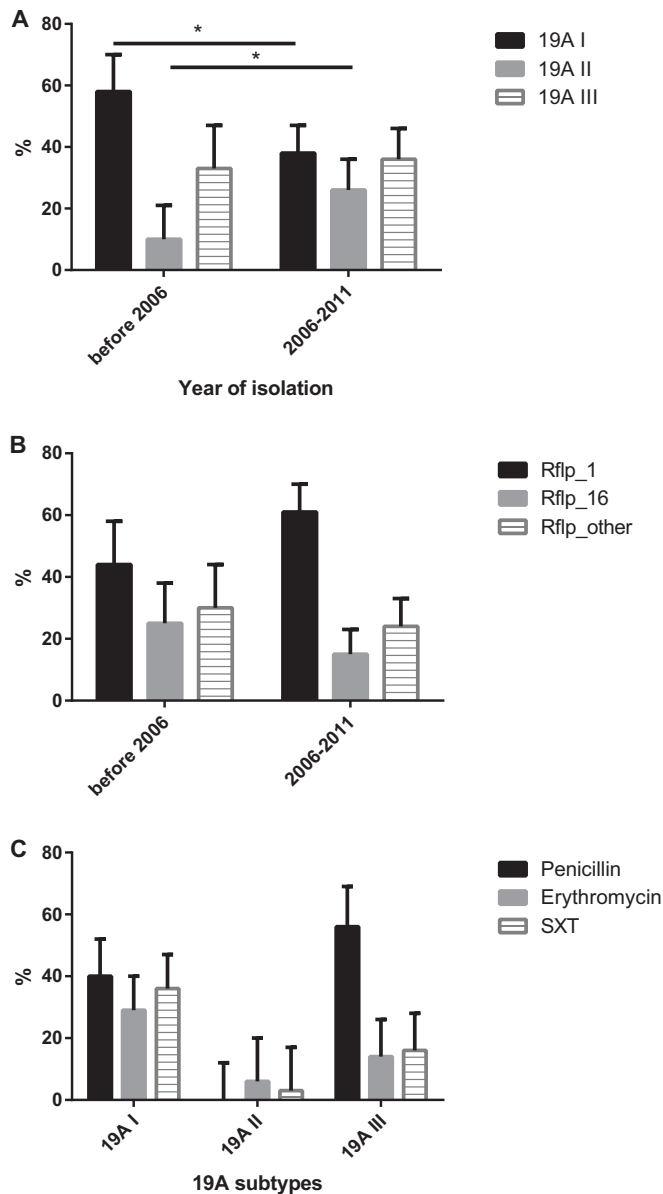 A
80
60
40
20
0
%
*
*
before 2006
2006-2011
Year of isolation
19A I
19A II
19A III
B
80
60
40
20
0
%
before 2006
2006-2011
Rflp_1
Rflp_16
Rflp_other
C
80
60
40
20
0
%
19A I
19A II
19A III
19A subtypes
Penicillin
Erythromycin
SXT